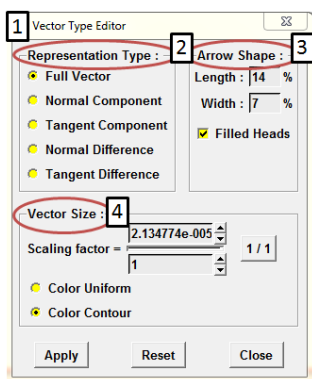 1 Vector Type Editor
Representation Type : 2
Full Vector
Normal Component
Tangent Component
Normal Difference
Tangent Difference
Arrow Shape : 3
Length : 14 %
Width : 7 %
Filled Heads
Vector Size : 4
2.134774e-005
Scaling factor =
1
1 / 1
Color Uniform
Color Contour
Apply Reset Close